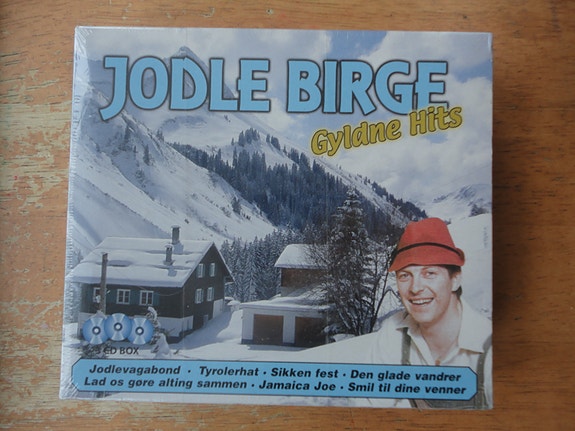 JODLE BIRGE
Gyldne Hits
3 CD BOX
Jodlevagabond · Tyrolerhat · Sikken fest · Den glade vandrer
Lad os gøre alting sammen · Jamaica Joe · Smil til dine venner